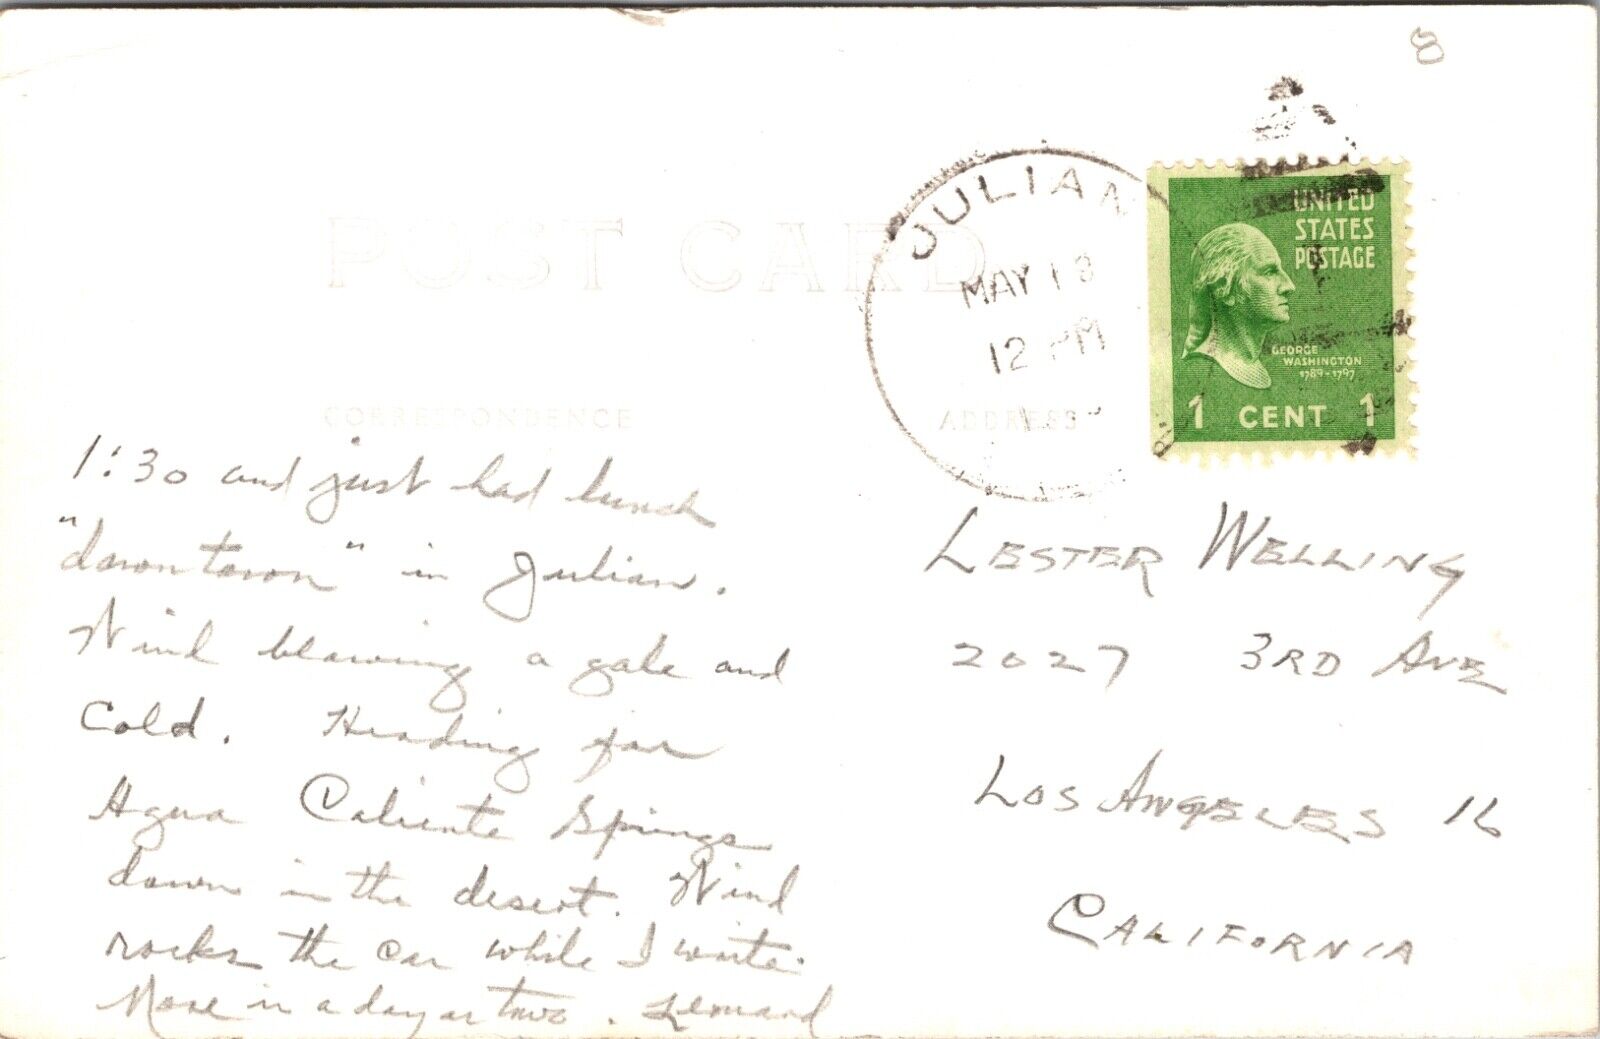 8
POST CARD
JULIAN
MAY 13
12 PM
UNITED
STATES
POSTAGE
GEORGE
WASHINGTON
1789-1797
1 CENT 1
CORRESPONDENCE
ADDRESS
1:30 and just had lunch
"downtown" in Julian.
Wind blowing a gale and
Cold. Heading for
Agua Caliente Springs
down in the desert. Wind
rocks the car while I write.
More in a day or two. Leonard
LESTER WELLING
2027 3RD AVE
LOS ANGELES 16
CALIFORNIA